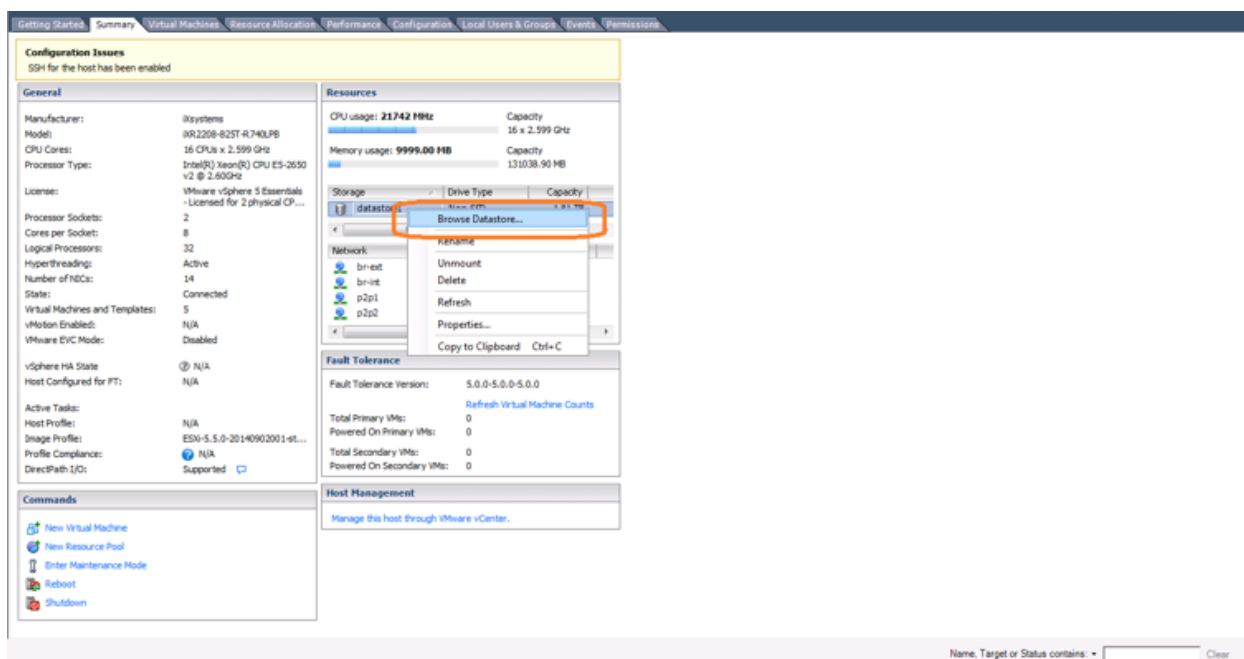 Getting Started Summary Virtual Machines Resource Allocation Performance Configuration Local Users & Groups Events Permissions
Configuration Issues
SSH for the host has been enabled
General
Manufacturer: iXsystems
Model: iXR2208-825T-R740LPB
CPU Cores: 16 CPUs x 2.599 GHz
Processor Type: Intel(R) Xeon(R) CPU E5-2650
v2 @ 2.60GHz
License: VMware vSphere 5 Essentials
- Licensed for 2 physical CP...
Processor Sockets: 2
Cores per Socket: 8
Logical Processors: 32
Hyperthreading: Active
Number of NICs: 14
State: Connected
Virtual Machines and Templates: 5
vMotion Enabled: N/A
VMware EVC Mode: Disabled
vSphere HA State N/A
Host Configured for FT: N/A
Active Tasks:
Host Profile: N/A
Image Profile: ESXi-5.5.0-20140902001-st...
Profile Compliance: N/A
DirectPath I/O: Supported
Commands
New Virtual Machine
New Resource Pool
Enter Maintenance Mode
Reboot
Shutdown
Resources
CPU usage: 21742 MHz Capacity
16 x 2.599 GHz
Memory usage: 9999.00 MB Capacity
131038.90 MB
Storage Drive Type Capacity
Browse Datastore...
Rename
Unmount
Delete
Refresh
Properties...
Copy to Clipboard Ctrl+C
Network
br-ext
br-int
p2p1
p2p2
Fault Tolerance
Fault Tolerance Version: 5.0.0-5.0.0-5.0.0
Refresh Virtual Machine Counts
Total Primary VMs: 0
Powered On Primary VMs: 0
Total Secondary VMs: 0
Powered On Secondary VMs: 0
Host Management
Manage this host through VMware vCenter.
Name, Target or Status contains: Clear